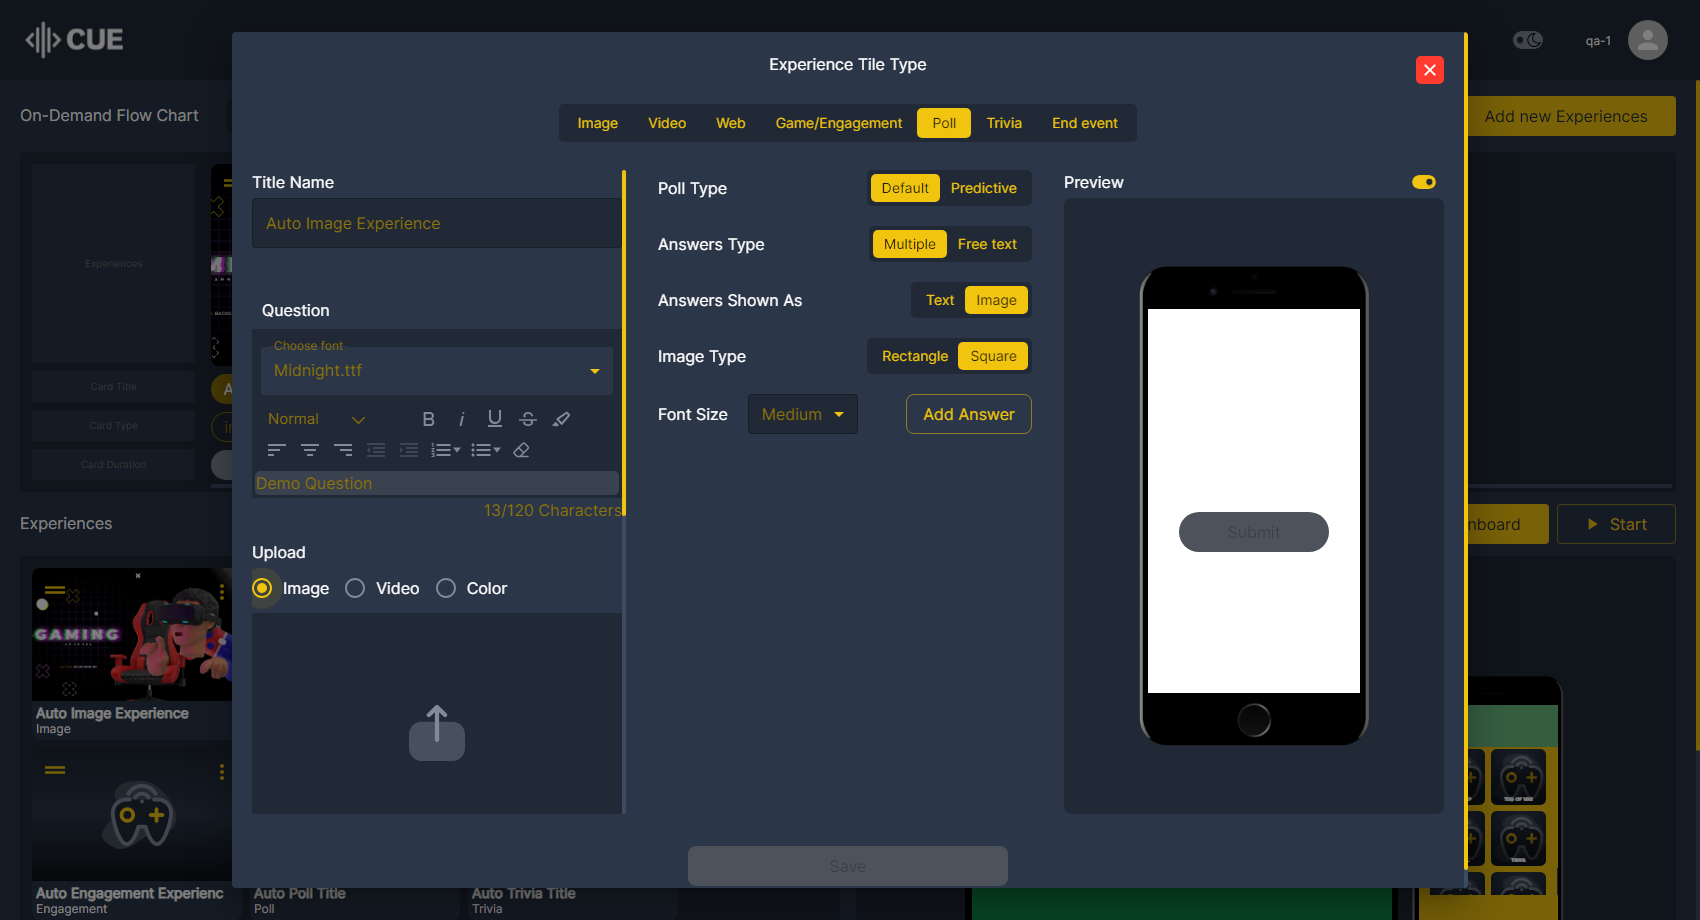 CUE
qa-1
On-Demand Flow Chart
Add new Experiences
Experiences
Card Title
Card Type
Card Duration
Experience Tile Type
Image
Video
Web
Game/Engagement
Poll
Trivia
End event
Title Name
Auto Image Experience
Question
Choose font
Midnight.ttf
Normal
B i U S
Demo Question
13/120 Characters
Upload
Image
Video
Color
Poll Type
Default
Predictive
Answers Type
Multiple
Free text
Answers Shown As
Text
Image
Image Type
Rectangle
Square
Font Size
Medium
Add Answer
Preview
Submit
Save
Experiences
nboard
Start
GAMING
Auto Image Experience
Image
Auto Engagement Experienc
Engagement
Auto Poll Title
Poll
Auto Trivia Title
Trivia